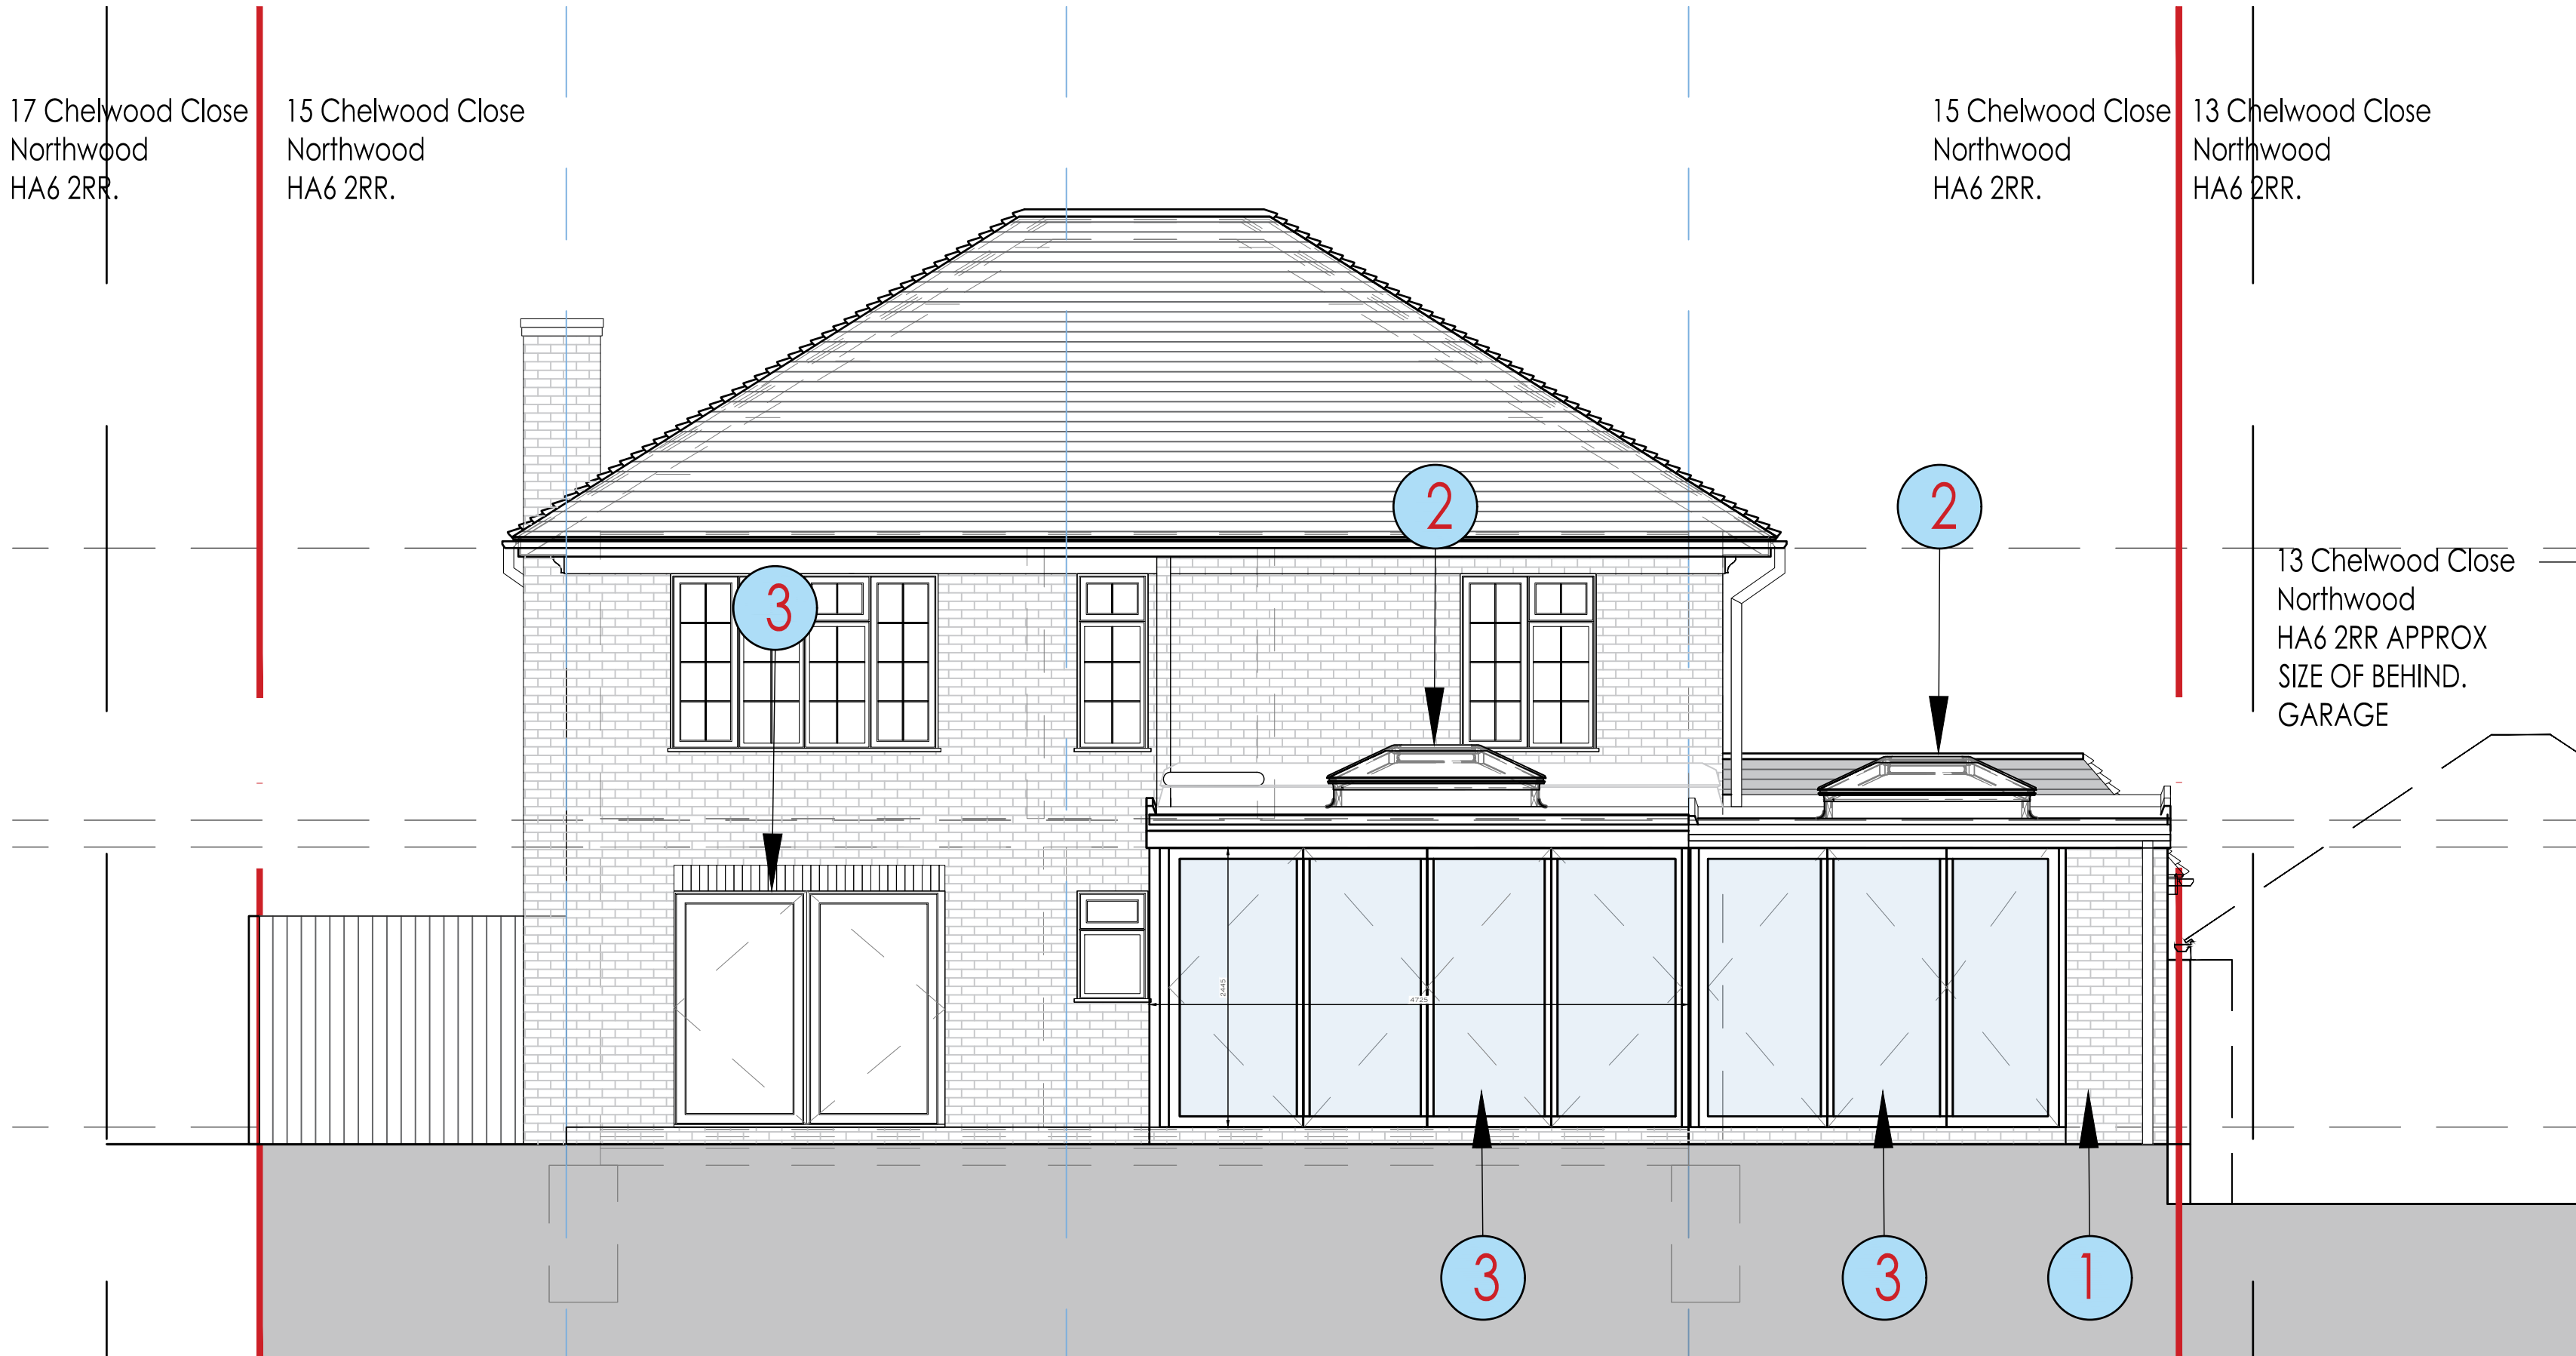 17 Chelwood Close
Northwood
HA6 2RR.
15 Chelwood Close
Northwood
HA6 2RR.
15 Chelwood Close
Northwood
HA6 2RR.
13 Chelwood Close
Northwood
HA6 2RR.
2
2
3
13 Chelwood Close
Northwood
HA6 2RR APPROX
SIZE OF BEHIND.
GARAGE
2445
4725
3
3
1